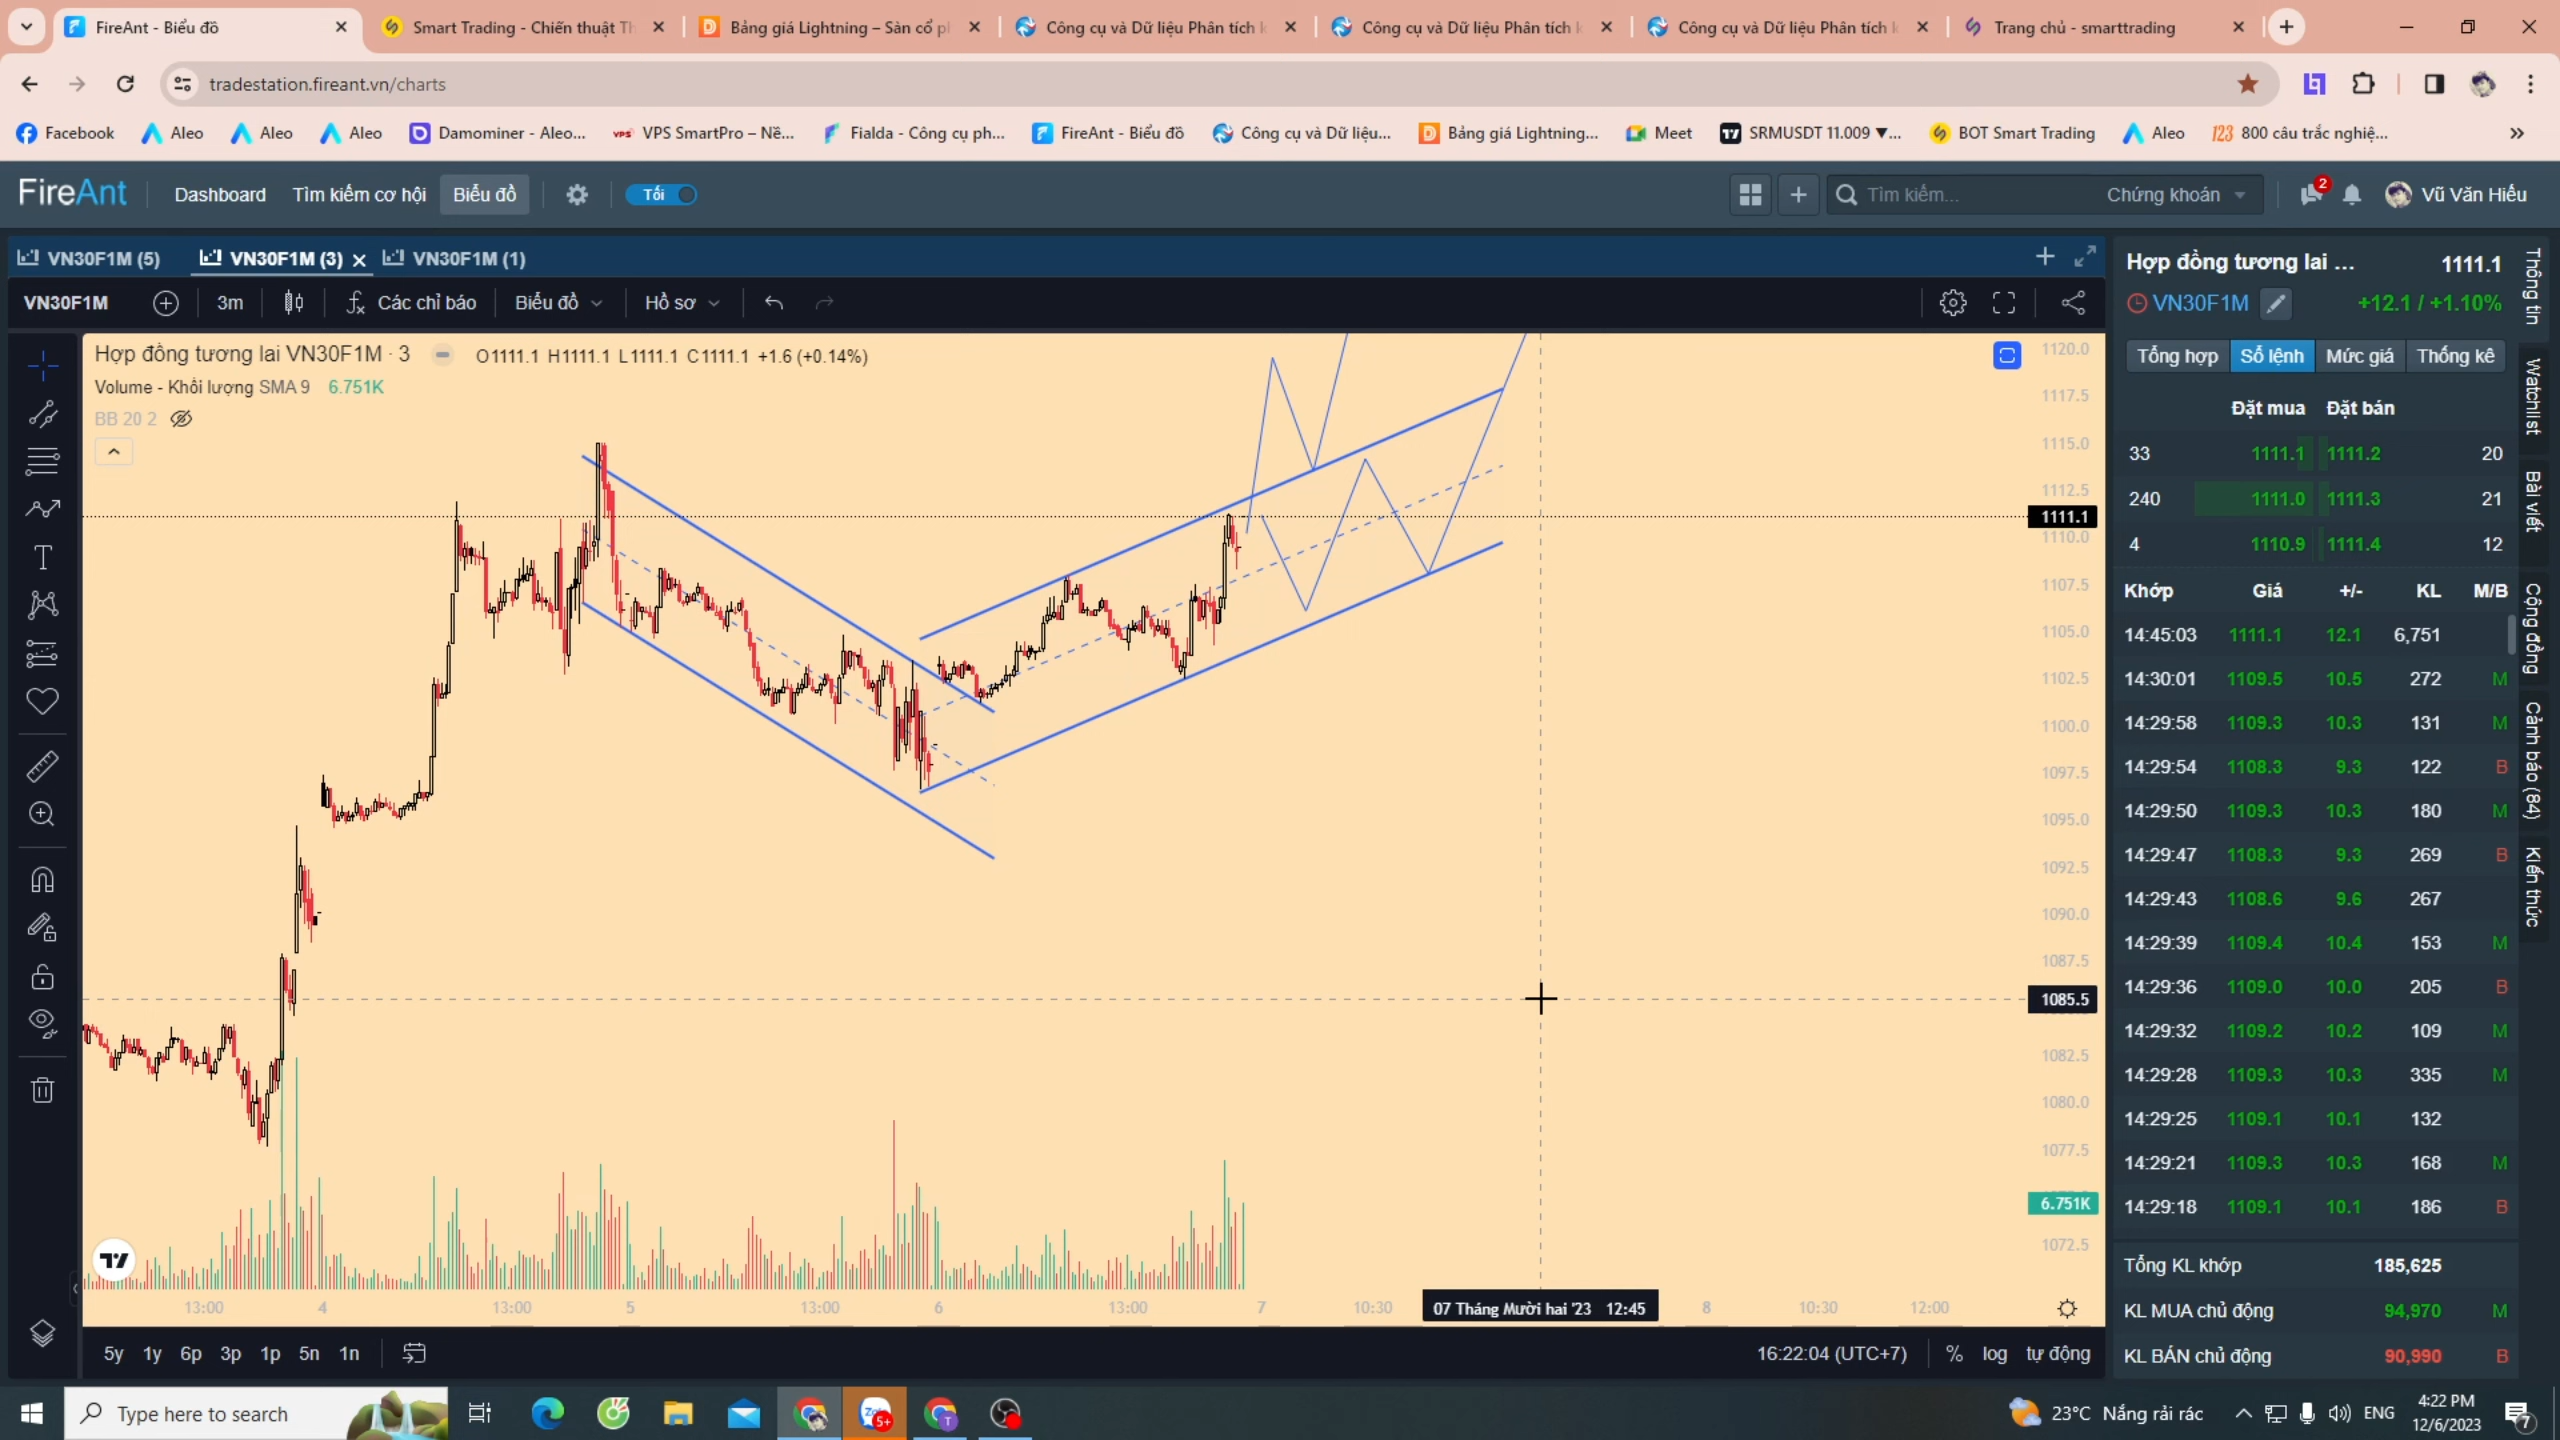 FireAnt - Biểu đồ
Smart Trading - Chiến thuật Th
Bảng giá Lightning – Sàn cổ ph
Công cụ và Dữ liệu Phân tích k
Công cụ và Dữ liệu Phân tích k
Công cụ và Dữ liệu Phân tích k
Trang chủ - smarttrading
tradestation.fireant.vn/charts
Facebook Aleo Aleo Aleo Damominer - Aleo... VPS VPS SmartPro – Nề... Fialda - Công cụ ph... FireAnt - Biểu đồ Công cụ và Dữ liệu... Bảng giá Lightning... Meet SRMUSDT 11.009 ▼... BOT Smart Trading Aleo 123 800 câu trắc nghiệ... »
FireAnt Dashboard Tìm kiếm cơ hội Biểu đồ Tối Tìm kiếm... Chứng khoán 2 Vũ Văn Hiếu
VN30F1M (5) VN30F1M (3) VN30F1M (1)
VN30F1M 3m Các chỉ báo Biểu đồ Hồ sơ
Hợp đồng tương lai VN30F1M · 3 O1111.1 H1111.1 L1111.1 C1111.1 +1.6 (+0.14%)
Volume - Khối lượng SMA 9 6.751K
BB 20 2
1120.0
1117.5
1115.0
1112.5
1111.1
1110.0
1107.5
1105.0
1102.5
1100.0
1097.5
1095.0
1092.5
1090.0
1087.5
1085.5
1082.5
1080.0
1077.5
6.751K
1072.5
13:00 4 13:00 5 13:00 6 13:00 7 10:30 07 Tháng Mười hai '23 12:45 8 10:30 12:00
5y 1y 6p 3p 1p 5n 1n 16:22:04 (UTC+7) % log tự động
Hợp đồng tương lai ... 1111.1
VN30F1M +12.1 / +1.10%
Tổng hợp Sổ lệnh Mức giá Thống kê
Đặt mua Đặt bán
33 1111.1 1111.2 20
240 1111.0 1111.3 21
4 1110.9 1111.4 12
Khớp Giá +/- KL M/B
14:45:03 1111.1 12.1 6,751
14:30:01 1109.5 10.5 272 M
14:29:58 1109.3 10.3 131 M
14:29:54 1108.3 9.3 122 B
14:29:50 1109.3 10.3 180 M
14:29:47 1108.3 9.3 269 B
14:29:43 1108.6 9.6 267
14:29:39 1109.4 10.4 153 M
14:29:36 1109.0 10.0 205 B
14:29:32 1109.2 10.2 109 M
14:29:28 1109.3 10.3 335 M
14:29:25 1109.1 10.1 132
14:29:21 1109.3 10.3 168 M
14:29:18 1109.1 10.1 186 B
Tổng KL khớp 185,625
KL MUA chủ động 94,970 M
KL BÁN chủ động 90,990 B
Thông tin
Watchlist
Bài viết
Cộng đồng
Cảnh báo (84)
Kiến thức
Type here to search Zalo 5+ T 23°C Nắng rải rác ENG 4:22 PM
12/6/2023 7